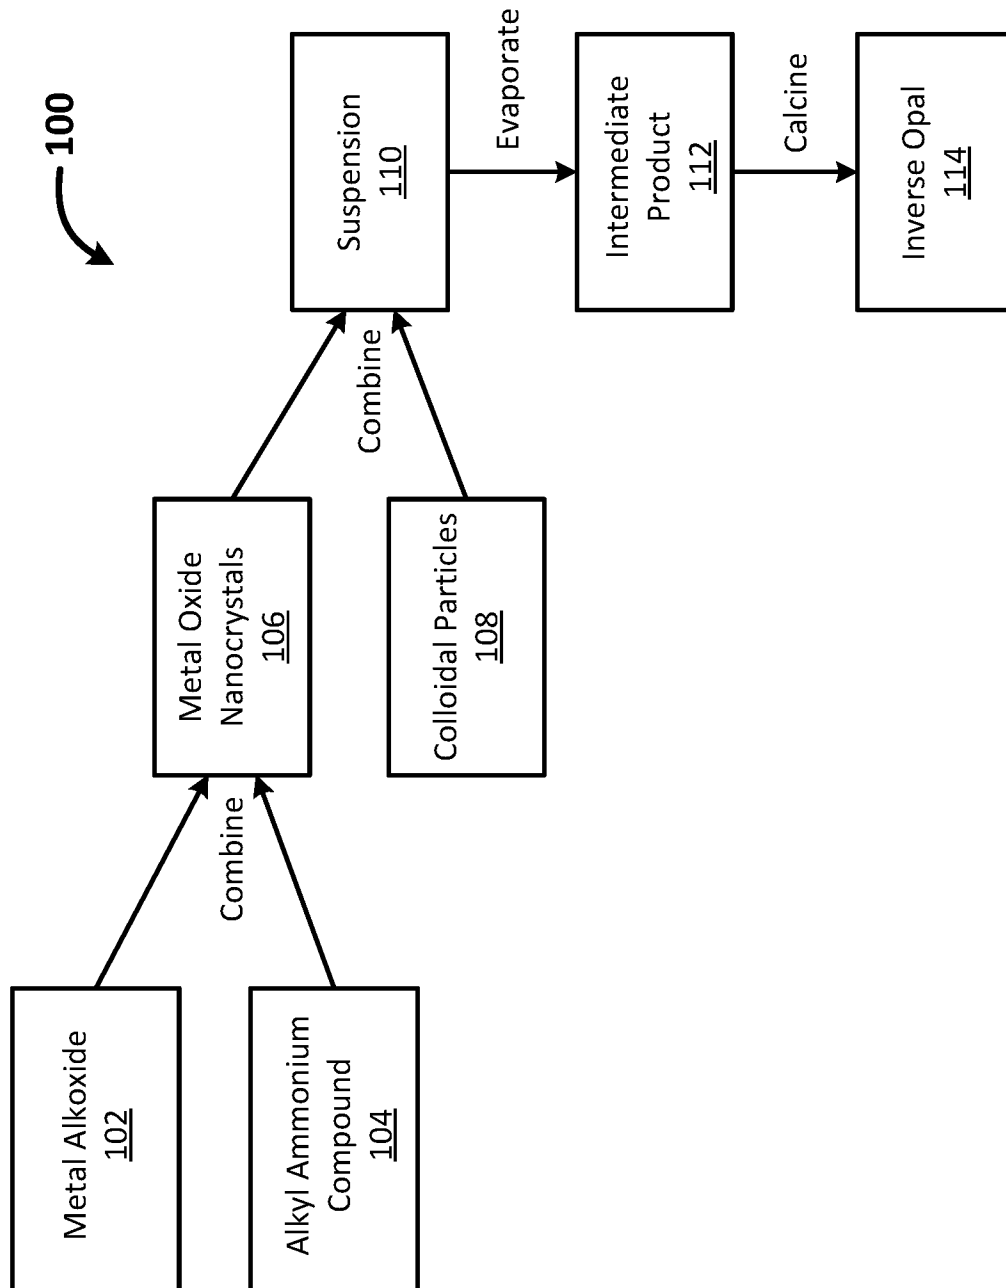 100
Metal Alkoxide
102
Alkyl Ammonium
Compound
104
Combine
Metal Oxide
Nanocrystals
106
Colloidal Particles
108
Combine
Suspension
110
Evaporate
Intermediate
Product
112
Calcine
Inverse Opal
114